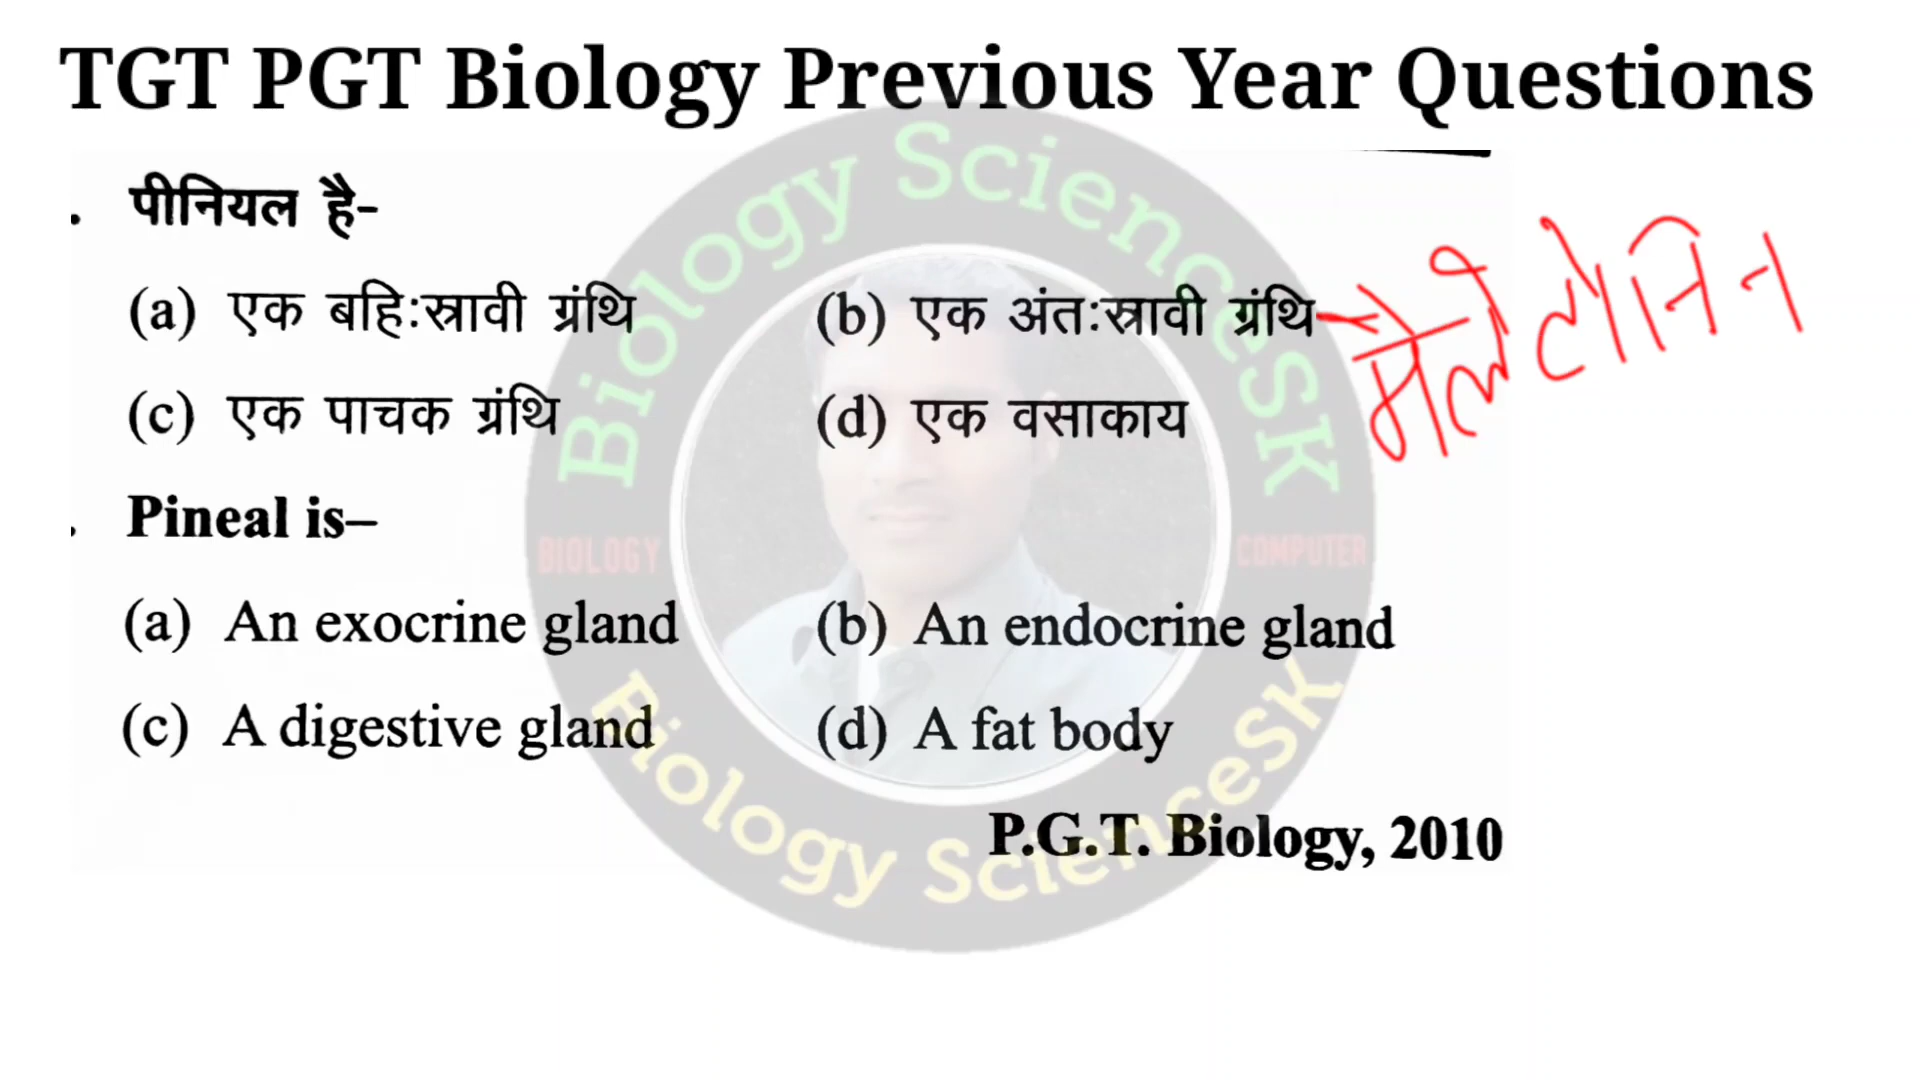 TGT PGT Biology Previous Year Questions
पीनियल है-
(a) एक बहिःस्रावी ग्रंथि (b) एक अंतःस्रावी ग्रंथि
मैलेटोनिन
(c) एक पाचक ग्रंथि (d) एक वसाकाय
Pineal is–
(a) An exocrine gland (b) An endocrine gland
(c) A digestive gland (d) A fat body
P.G.T. Biology, 2010
Biology ScienceSK
BIOLOGY COMPUTER
Biology ScienceSK